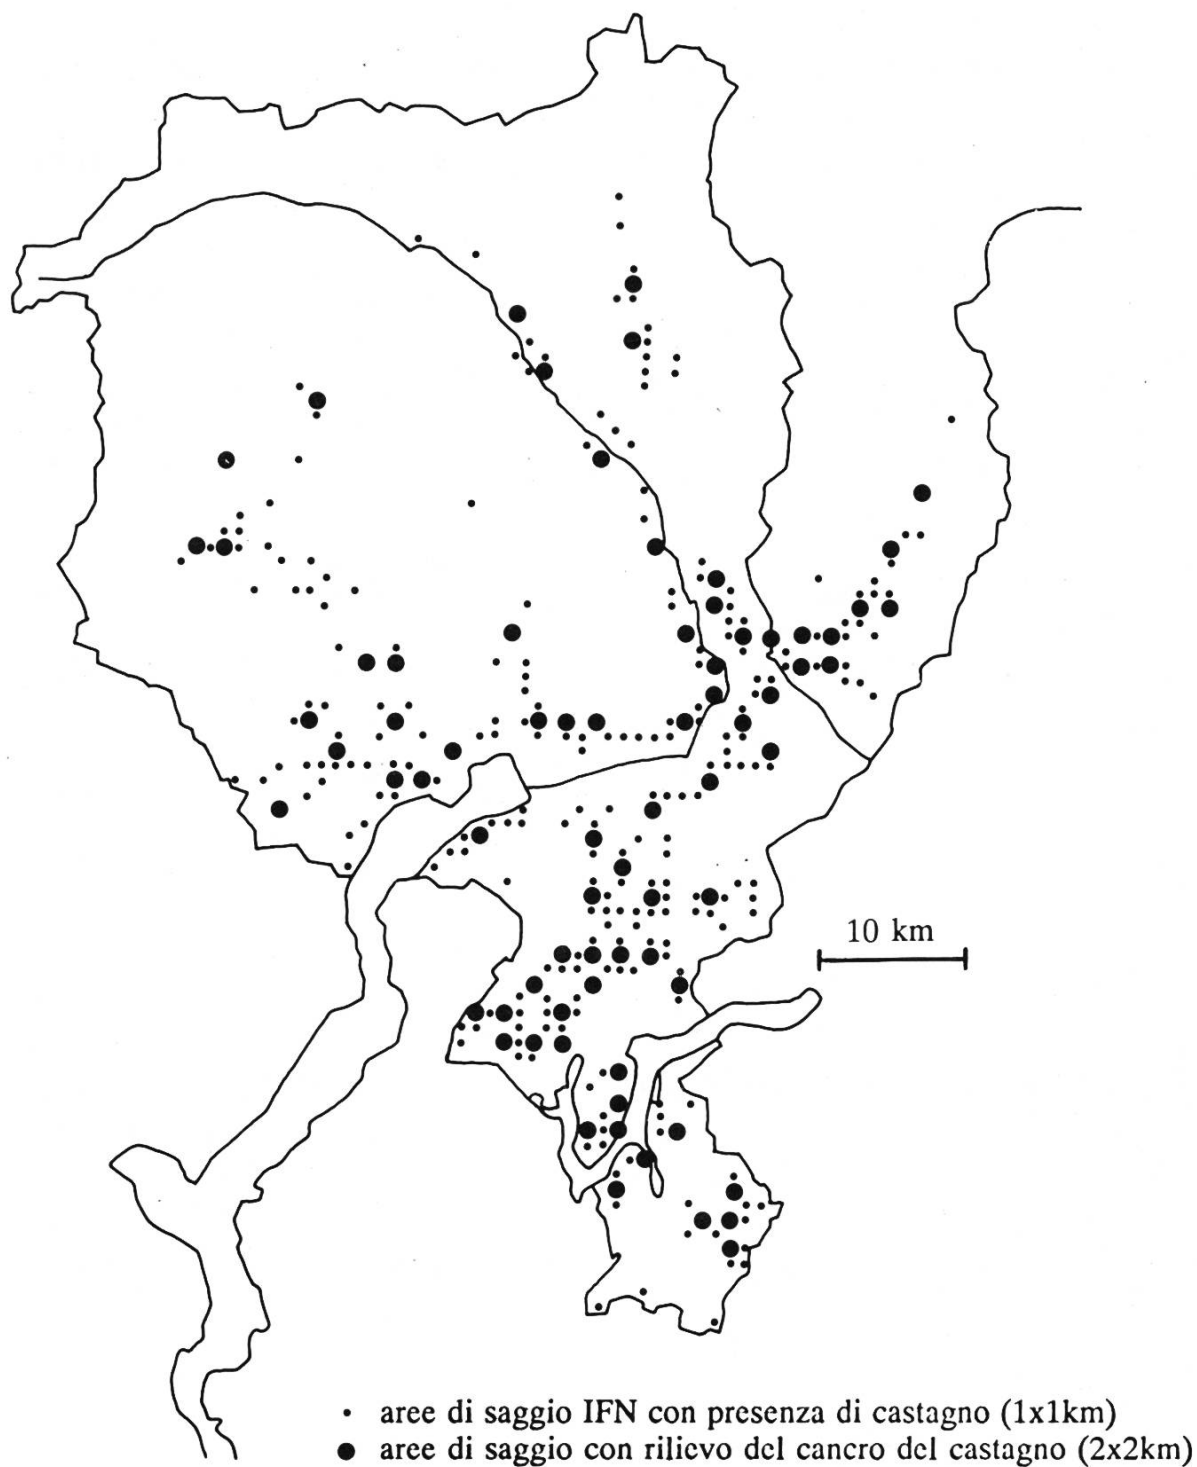 10 km
aree di saggio IFN con presenza di castagno (1x1km)
aree di saggio con rilievo del cancro del castagno (2x2km)